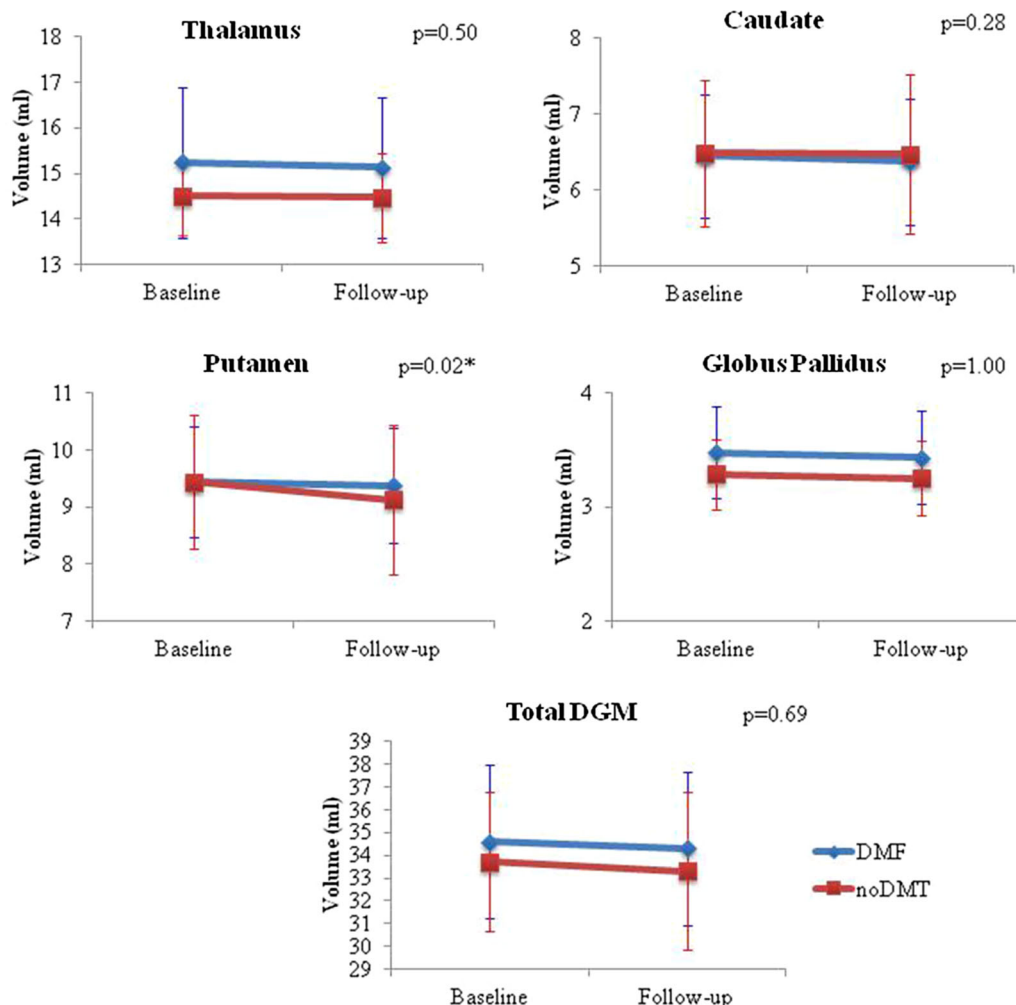 Thalamus
p=0.50
Volume (ml)
18
17
16
15
14
13
Baseline
Follow-up
Caudate
p=0.28
Volume (ml)
8
7
6
5
Baseline
Follow-up
Putamen
p=0.02*
Volume (ml)
11
10
9
8
7
Baseline
Follow-up
Globus Pallidus
p=1.00
Volume (ml)
4
3
2
Baseline
Follow-up
Total DGM
p=0.69
Volume (ml)
39
38
37
36
35
34
33
32
31
30
29
Baseline
Follow-up
DMF
noDMT